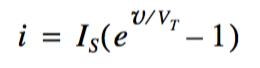 i = I_S(e^{υ/V_T} – 1)